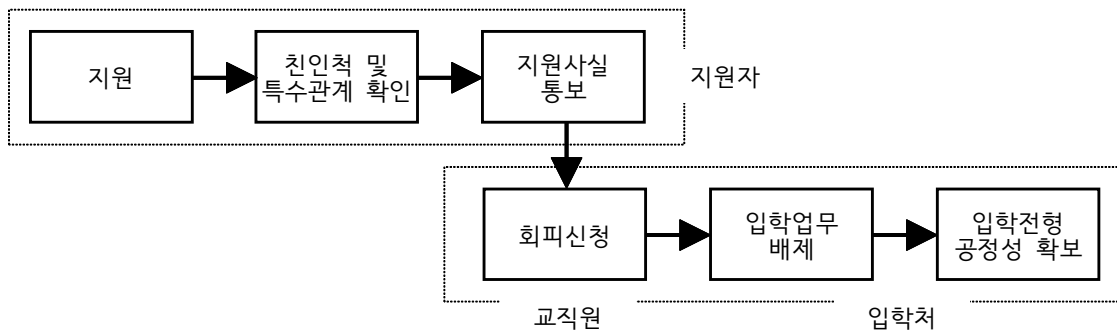 지원
친인척 및
특수관계 확인
지원사실
통보
지원자
회피신청
입학업무
배제
입학전형
공정성 확보
교직원
입학처